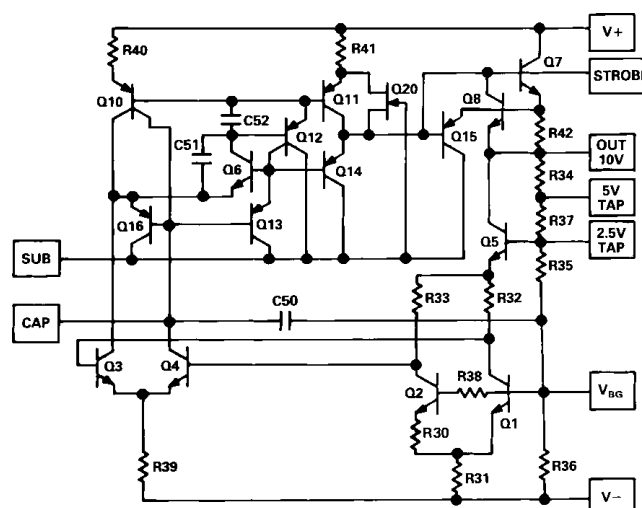 R40
R41
V+
Q7
STROBE
Q10
Q11
Q20
Q8
C52
Q12
Q15
R42
OUT
10V
C51
Q6
Q14
R34
5V
TAP
Q16
Q13
R37
Q5
2.5V
TAP
SUB
R35
R33
R32
C50
CAP
Q3
Q4
R38
Q2
Q1
VBG
R30
R39
R31
R36
V−